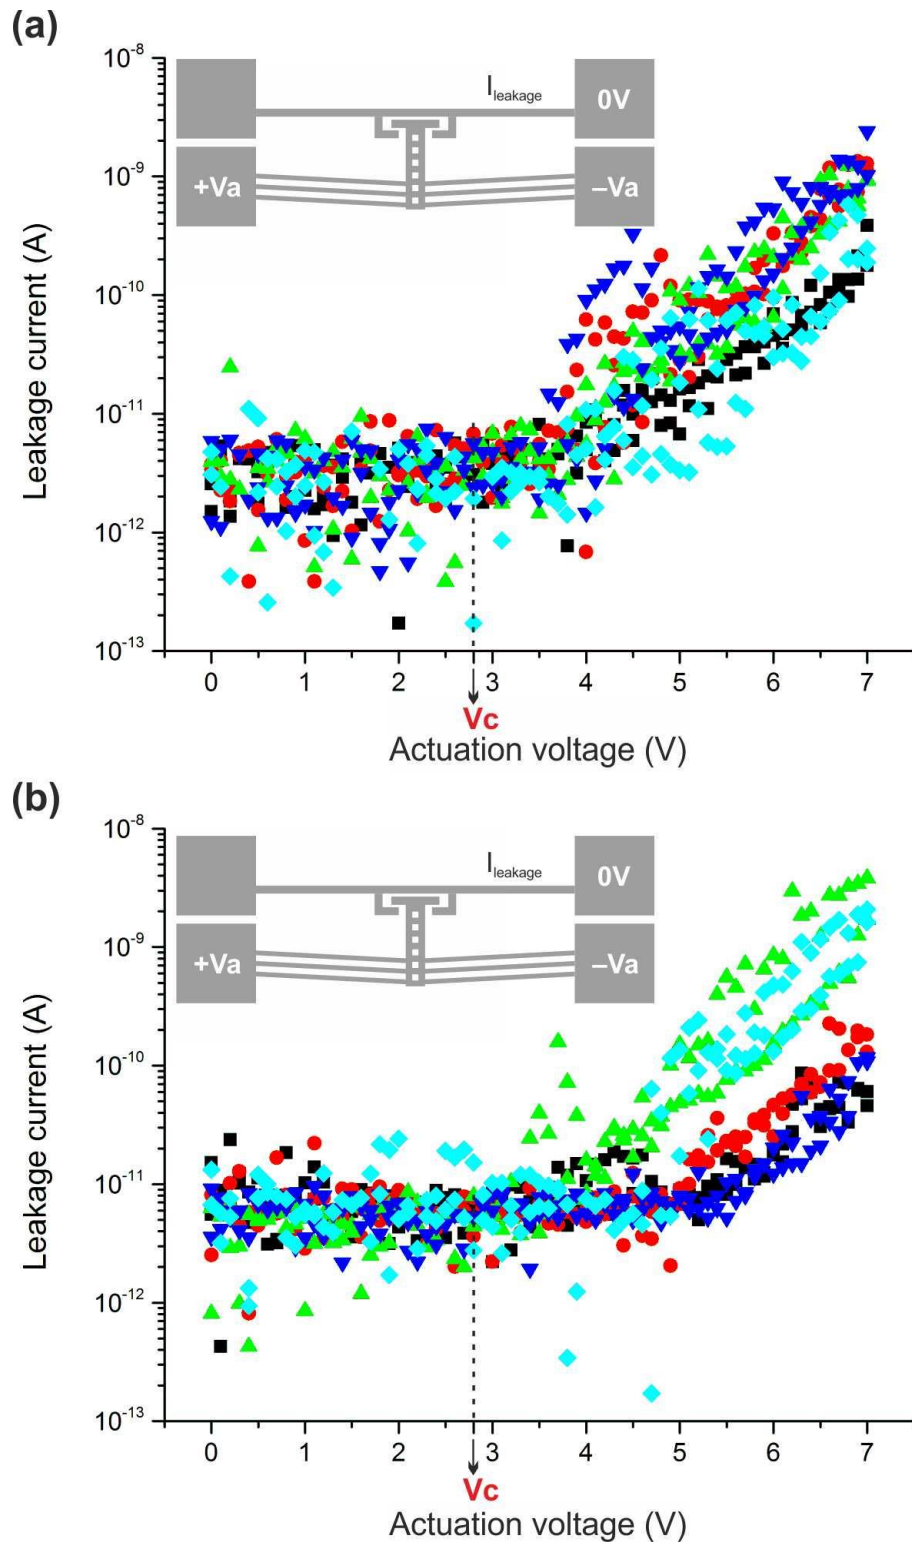 (a)
10⁻⁸
10⁻⁹
10⁻¹⁰
10⁻¹¹
10⁻¹²
10⁻¹³
Leakage current (A)
I_leakage
0V
+Va
–Va
0 1 2 3 4 5 6 7
Vc
Actuation voltage (V)
(b)
10⁻⁸
10⁻⁹
10⁻¹⁰
10⁻¹¹
10⁻¹²
10⁻¹³
Leakage current (A)
I_leakage
0V
+Va
–Va
0 1 2 3 4 5 6 7
Vc
Actuation voltage (V)